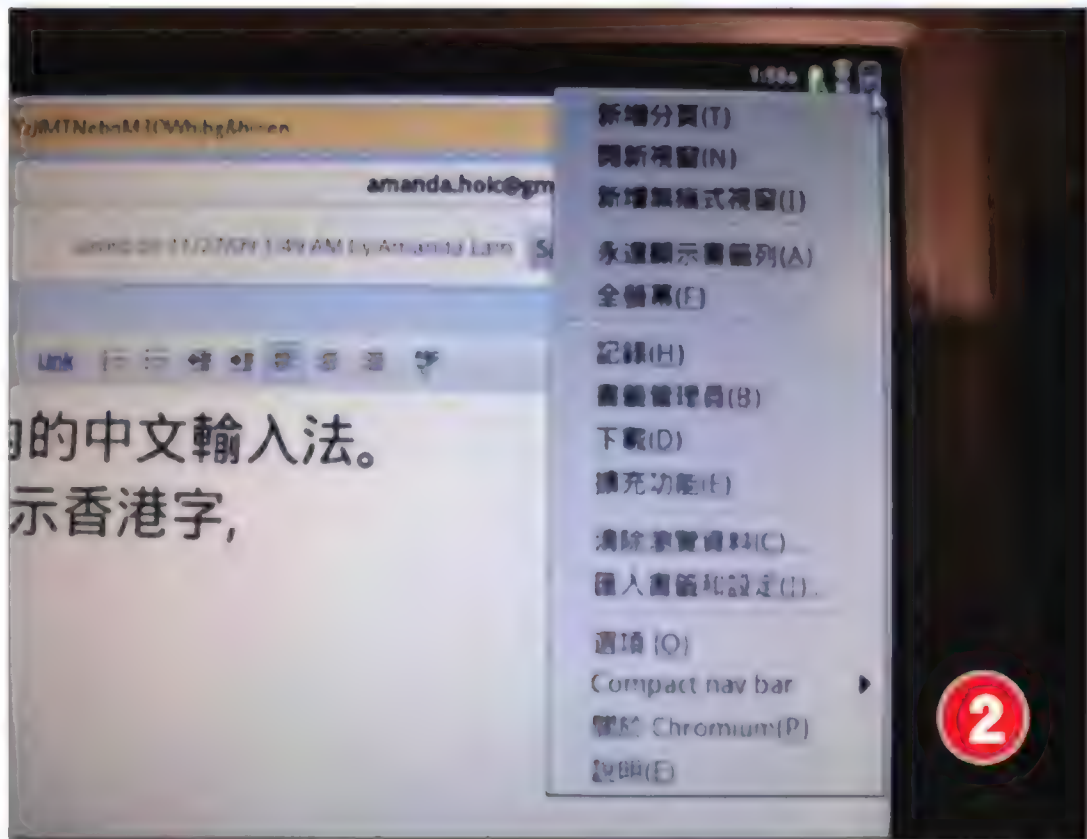 amanda.holc@gm
Link
的中文輸入法。
示香港字,
新增分頁(T)
開新視窗(N)
新增無痕式視窗(I)
永遠顯示書籤列(A)
全螢幕(F)
記錄(H)
書籤管理員(B)
下載(D)
擴充功能(E)
清除瀏覽資料(C)...
匯入書籤和設定(I)...
選項 (O)
Compact nav bar
關於 Chromium(P)
說明(E)
2